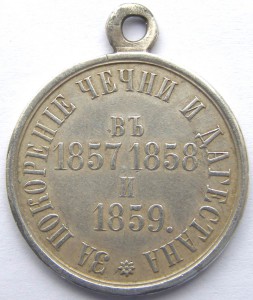 ЗА ПОКОРЕНІЕ ЧЕЧНИ И ДАГЕСТАНА
ВЪ
1857, 1858
И
1859.